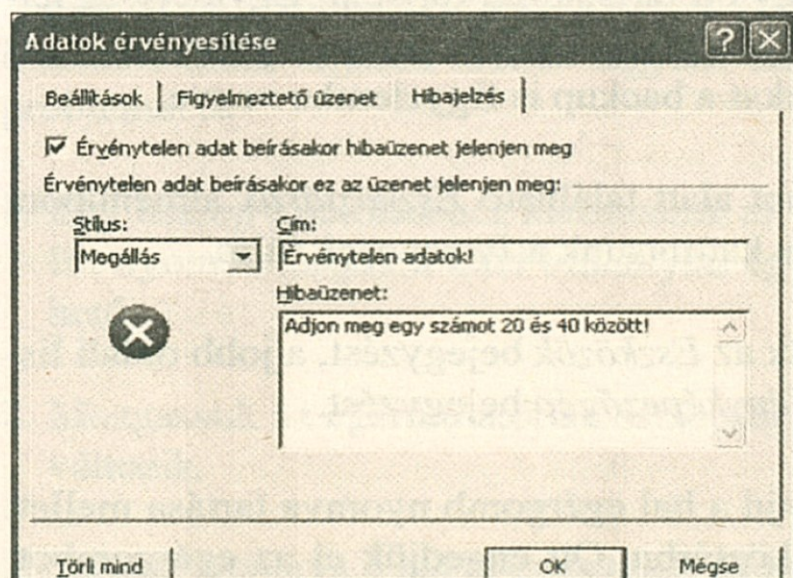 Adatok érvényesítése
Beállítások Figyelmeztető üzenet Hibajelzés
Érvénytelen adat beírásakor hibaüzenet jelenjen meg
Érvénytelen adat beírásakor ez az üzenet jelenjen meg:
Stílus: Cím:
Megállás Érvénytelen adatok!
Hibaüzenet:
Adjon meg egy számot 20 és 40 között!
Törli mind OK Mégse